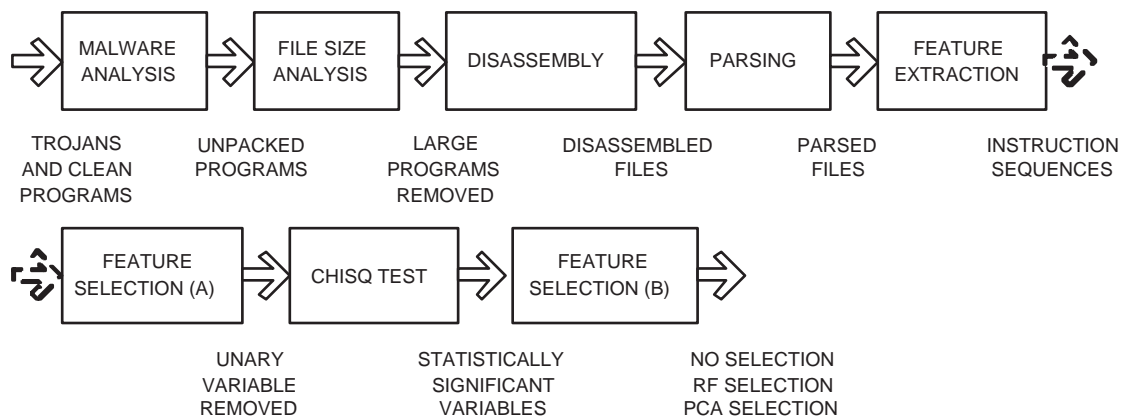 MALWARE
ANALYSIS
FILE SIZE
ANALYSIS
DISASSEMBLY
PARSING
FEATURE
EXTRACTION
TROJANS
AND CLEAN
PROGRAMS
UNPACKED
PROGRAMS
LARGE
PROGRAMS
REMOVED
DISASSEMBLED
FILES
PARSED
FILES
INSTRUCTION
SEQUENCES
FEATURE
SELECTION (A)
CHISQ TEST
FEATURE
SELECTION (B)
UNARY
VARIABLE
REMOVED
STATISTICALLY
SIGNIFICANT
VARIABLES
NO SELECTION
RF SELECTION
PCA SELECTION